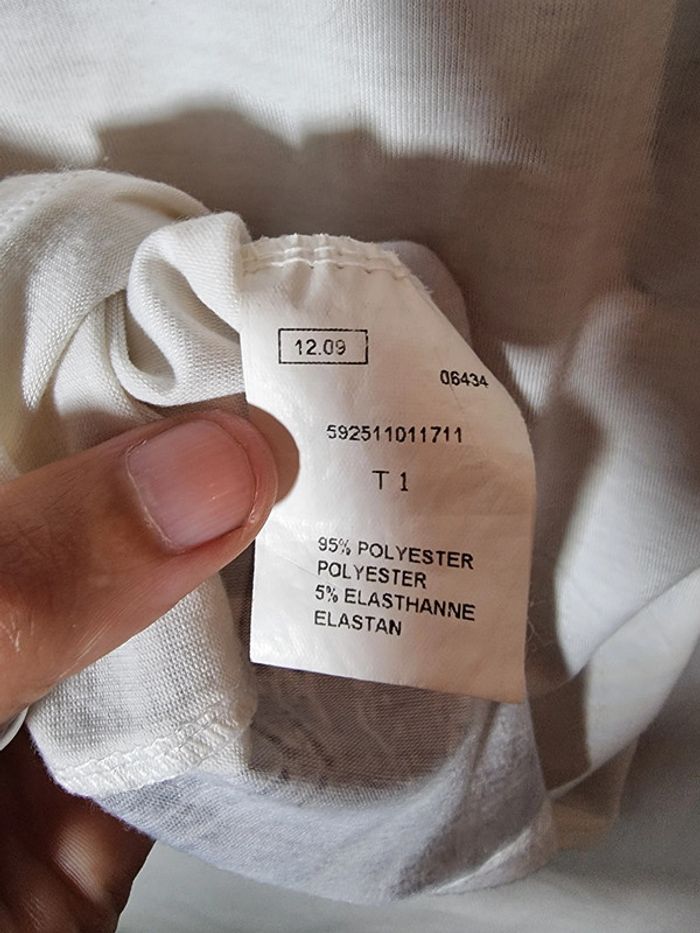 12.09
06434
592511011711
T 1
95% POLYESTER
POLYESTER
5% ELASTHANNE
ELASTAN